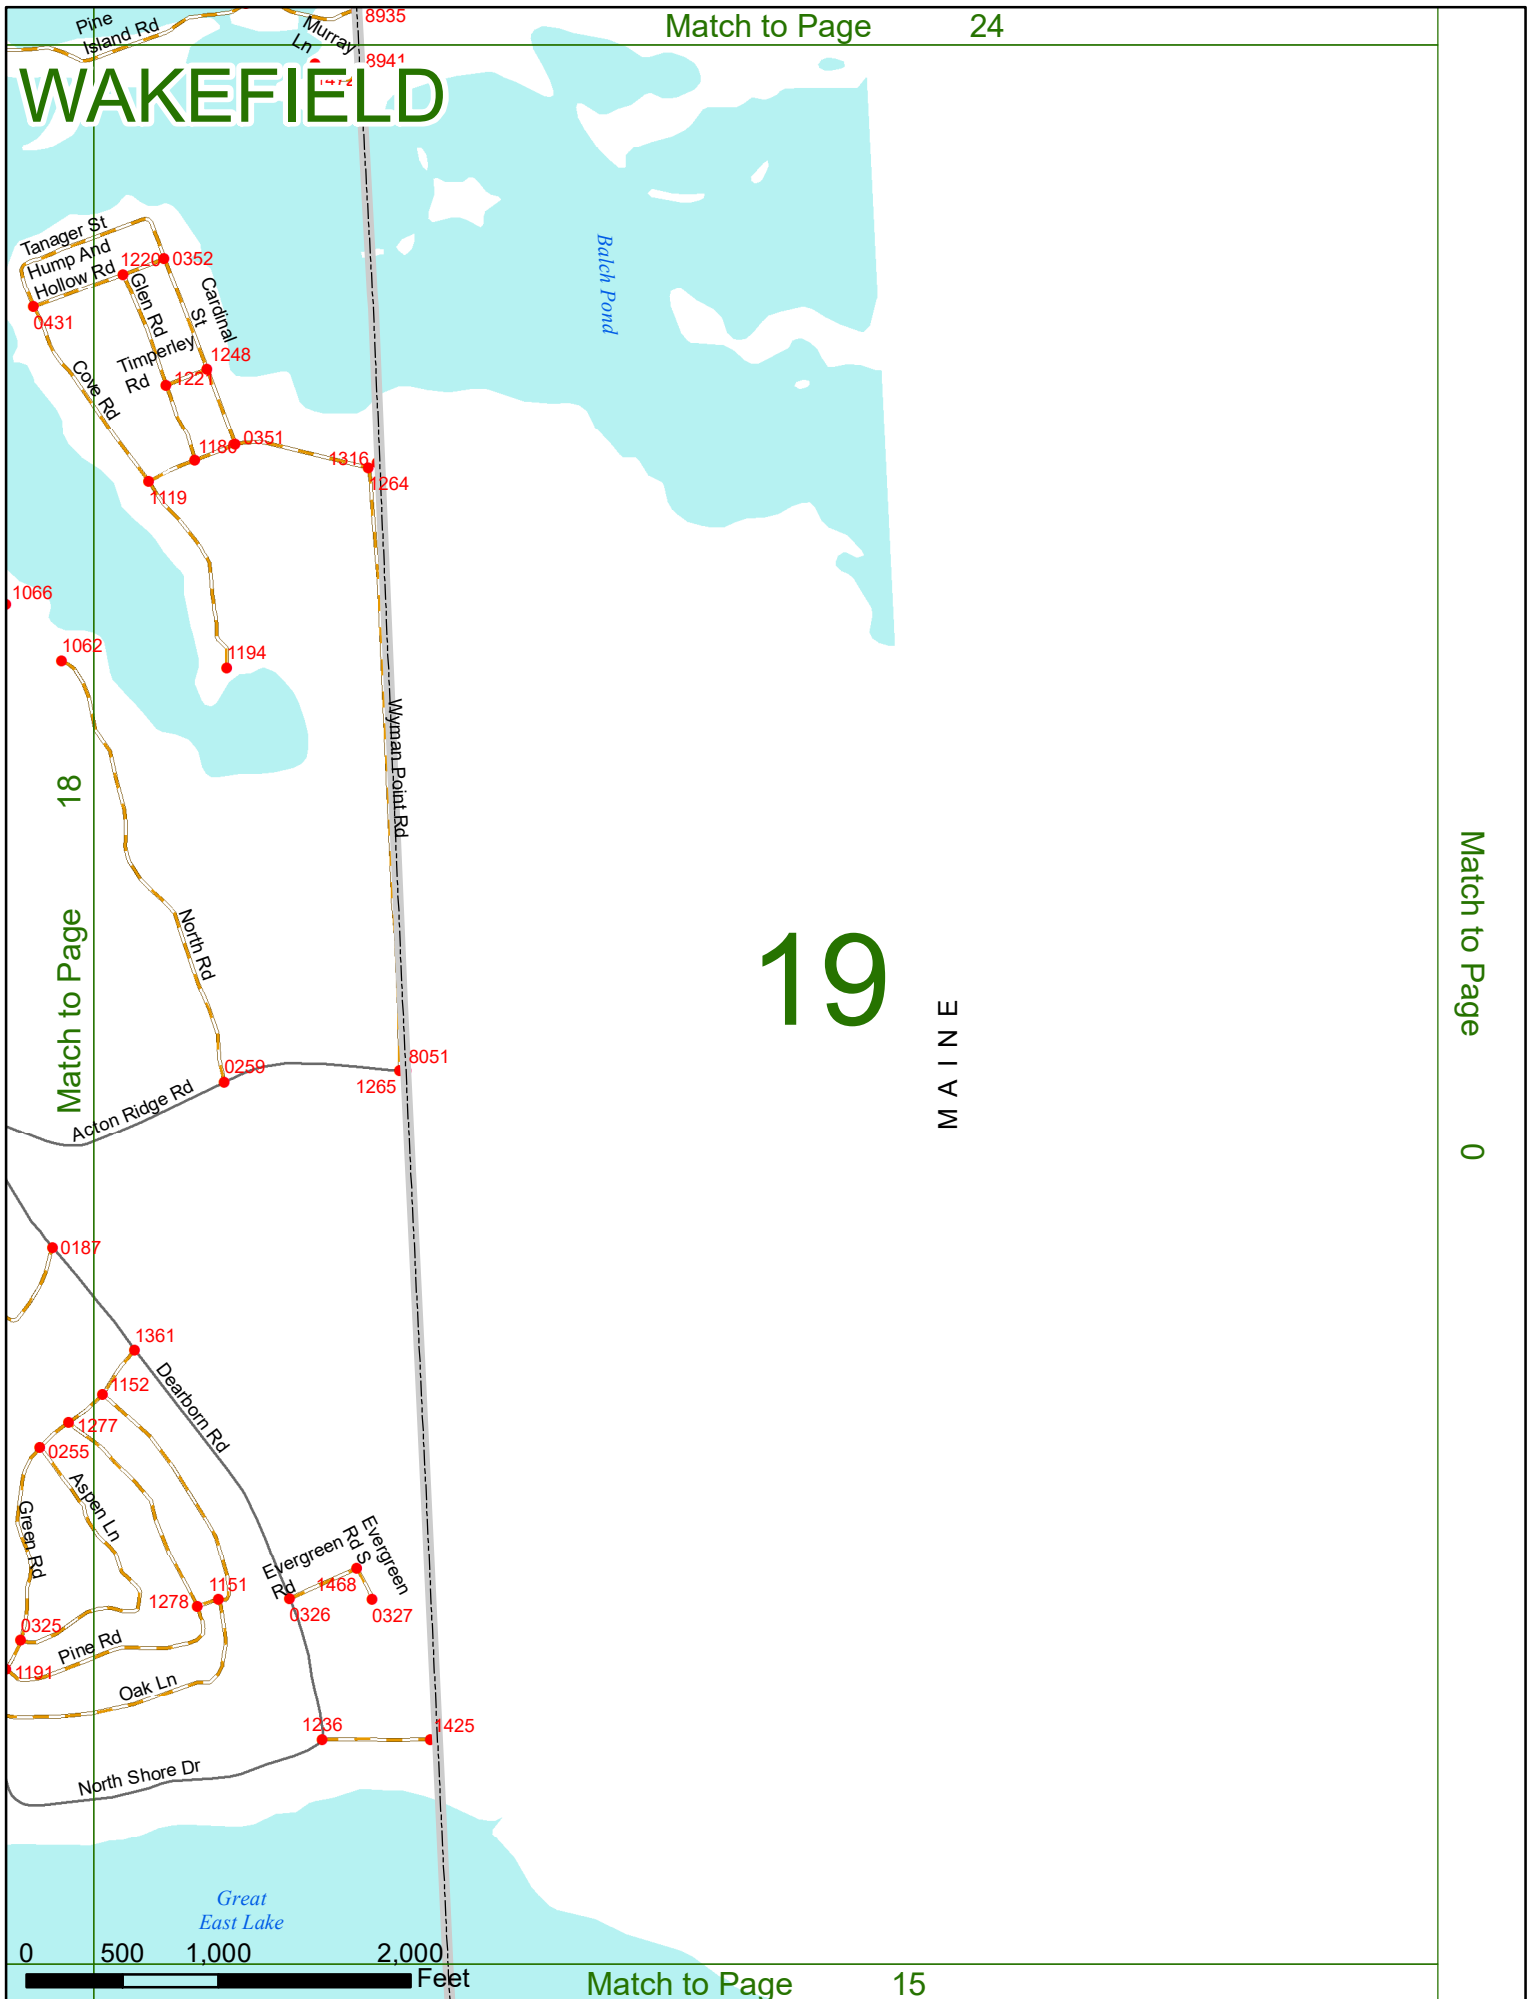 Pine
Island Rd
Murray
Ln
8935
Match to Page 24
8941
WAKEFIELD
Tanager St
Hump And
Hollow Rd
1220
0352
0431
Glen Rd
Cardinal
St
Balch Pond
Timperley
Rd
1248
1221
Cove Rd
0351
1186
1316
1264
1119
1066
1062
1194
Wyman Point Rd
Match to Page 18
North Rd
19
MAINE
Match to Page 0
8051
0259
1265
Acton Ridge Rd
0187
1361
Dearborn Rd
1152
1277
0255
Aspen Ln
Green Rd
Evergreen
Rd
Evergreen
Rd S
1468
1151
1278
0326
0327
0325
Pine Rd
1191
Oak Ln
1236
1425
North Shore Dr
Great
East Lake
0 500 1,000 2,000
Feet
Match to Page 15